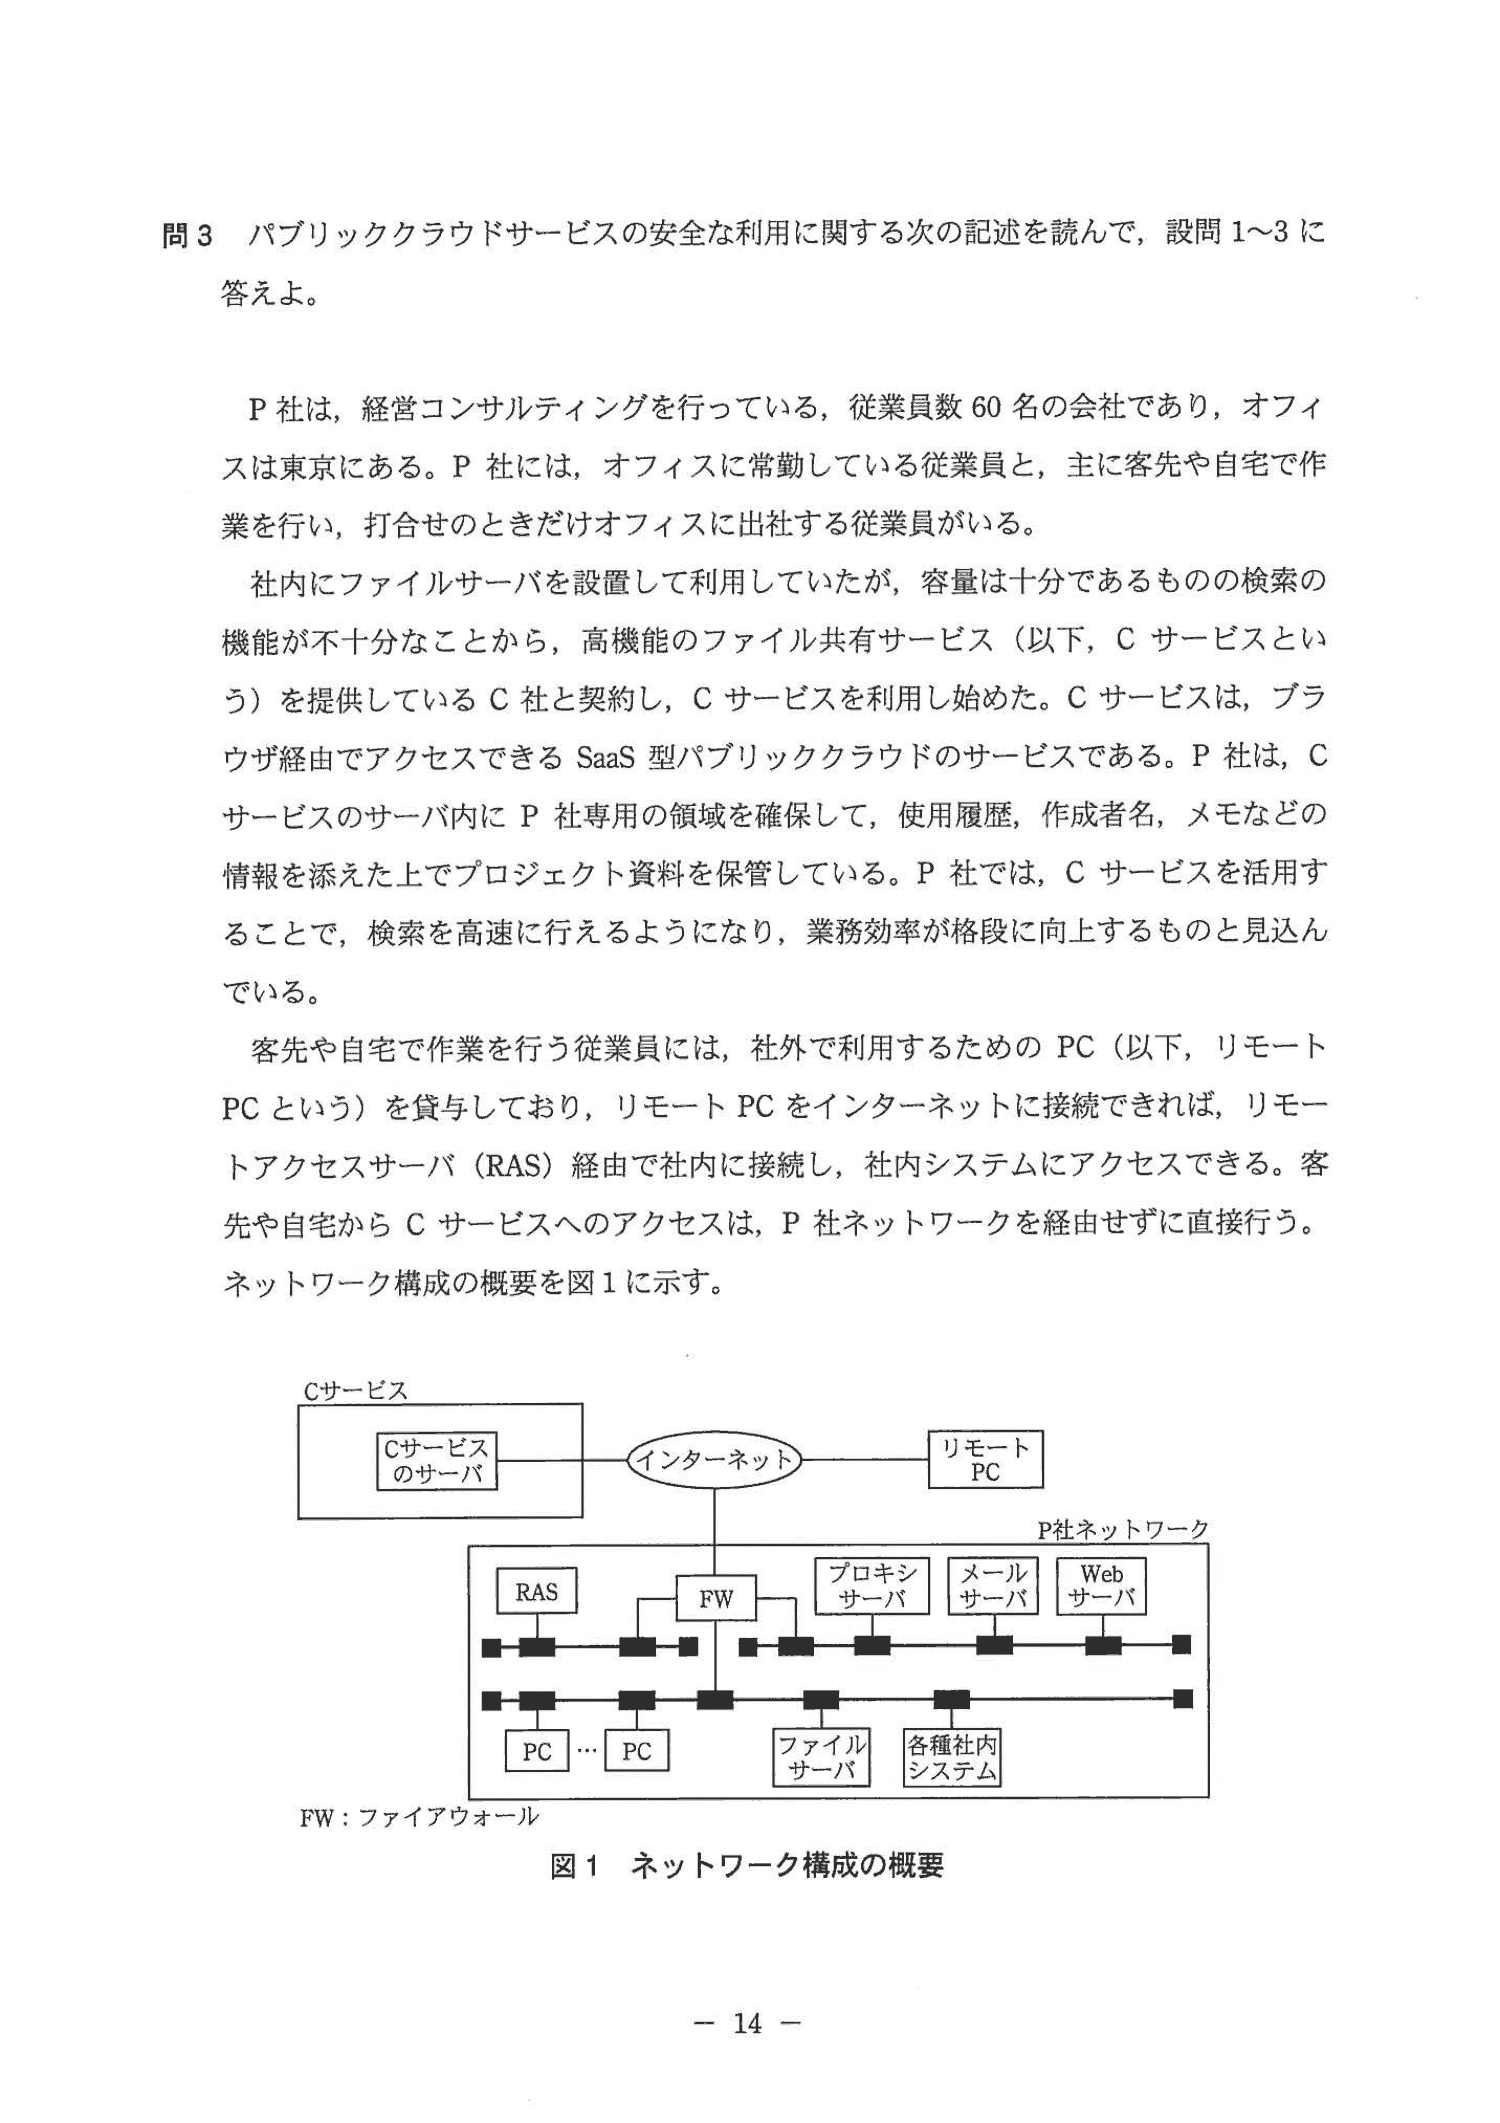 問3　パブリッククラウドサービスの安全な利用に関する次の記述を読んで，設問 1～3 に
答えよ。
P 社は，経営コンサルティングを行っている，従業員数 60 名の会社であり，オフィ
スは東京にある。P 社には，オフィスに常勤している従業員と，主に客先や自宅で作
業を行い，打合せのときだけオフィスに出社する従業員がいる。
社内にファイルサーバを設置して利用していたが，容量は十分であるものの検索の
機能が不十分なことから，高機能のファイル共有サービス（以下，C サービスとい
う）を提供している C 社と契約し，C サービスを利用し始めた。C サービスは，ブラ
ウザ経由でアクセスできる SaaS 型パブリッククラウドのサービスである。P 社は，C
サービスのサーバ内に P 社専用の領域を確保して，使用履歴，作成者名，メモなどの
情報を添えた上でプロジェクト資料を保管している。P 社では，C サービスを活用す
ることで，検索を高速に行えるようになり，業務効率が格段に向上するものと見込ん
でいる。
客先や自宅で作業を行う従業員には，社外で利用するための PC（以下，リモート
PC という）を貸与しており，リモート PC をインターネットに接続できれば，リモー
トアクセスサーバ（RAS）経由で社内に接続し，社内システムにアクセスできる。客
先や自宅から C サービスへのアクセスは，P 社ネットワークを経由せずに直接行う。
ネットワーク構成の概要を図 1 に示す。
Cサービス
Cサービス
のサーバ
インターネット
リモート
PC
P社ネットワーク
RAS
FW
プロキシ
サーバ
メール
サーバ
Web
サーバ
PC
…
PC
ファイル
サーバ
各種社内
システム
FW：ファイアウォール
図 1　ネットワーク構成の概要
－ 14 －